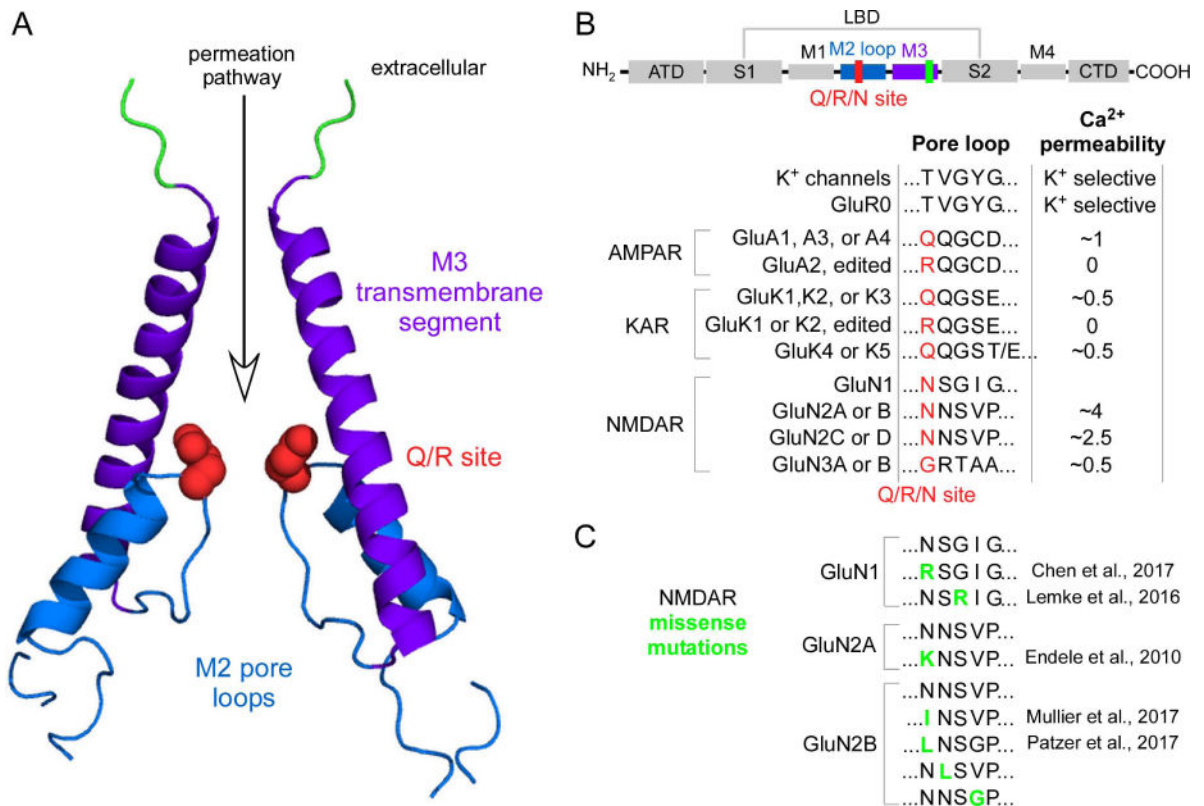 A
permeation
pathway
extracellular
M3
transmembrane
segment
Q/R site
M2 pore
loops
B
LBD
M1 M2 loop M3 M4
NH2 ATD S1 S2 CTD COOH
Q/R/N site
Pore loop Ca2+ permeability
K+ channels ...TVGYG... K+ selective
GluR0 ...TVGYG... K+ selective
AMPAR
GluA1, A3, or A4 ...QQGCD... ~1
GluA2, edited ...RQGCD... 0
KAR
GluK1,K2, or K3 ...QQGSE... ~0.5
GluK1 or K2, edited ...RQGSE... 0
GluK4 or K5 ...QQGST/E... ~0.5
NMDAR
GluN1 ...NSGIG...
GluN2A or B ...NNSVP... ~4
GluN2C or D ...NNSVP... ~2.5
GluN3A or B ...GRTAA... ~0.5
Q/R/N site
C
NMDAR
missense
mutations
GluN1
...NSGIG...
...RSGIG... Chen et al., 2017
...NSRIG... Lemke et al., 2016
GluN2A
...NNSVP...
...KNSVP... Endele et al., 2010
GluN2B
...NNSVP...
...INSVP... Mullier et al., 2017
...LNSGP... Patzer et al., 2017
...NLSVP...
...NNSGP...